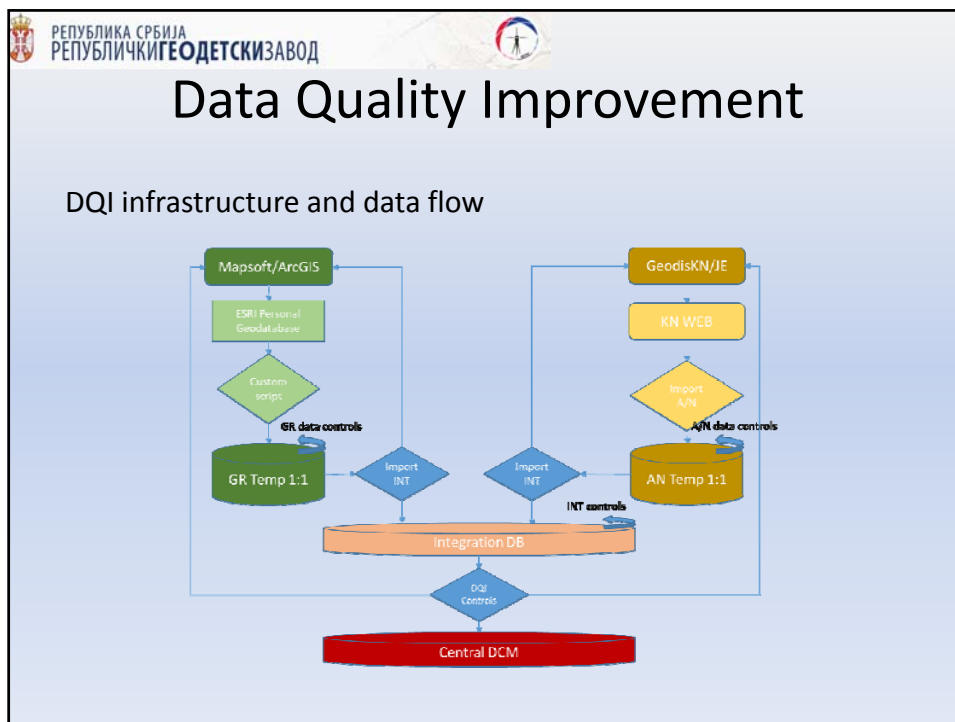 РЕПУБЛИКА СРБИЈА
РЕПУБЛИЧКИГЕОДЕТСКИЗАВОД
Data Quality Improvement
DQI infrastructure and data flow
Mapsoft/ArcGIS
GeodisKN/JE
ESRI Personal
Geodatabase
KN WEB
Custom
script
Import
A/N
GR data controls
A/N data controls
GR Temp 1:1
Import
INT
Import
INT
AN Temp 1:1
INT controls
Integration DB
DQI
Controls
Central DCM